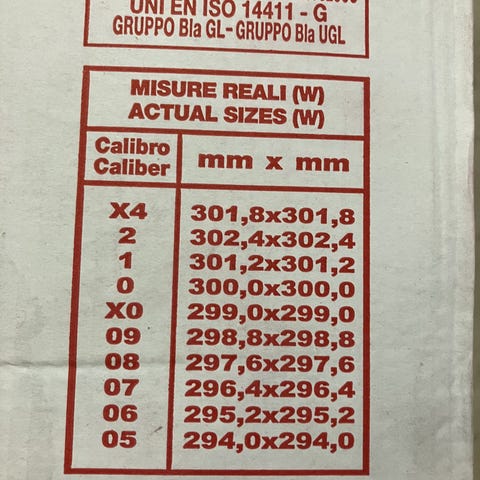 UNI EN ISO 14411 - G
GRUPPO BIa GL - GRUPPO BIa UGL
MISURE REALI (W)
ACTUAL SIZES (W)
Calibro
Caliber
mm x mm
X4 301,8x301,8
2 302,4x302,4
1 301,2x301,2
0 300,0x300,0
X0 299,0x299,0
09 298,8x298,8
08 297,6x297,6
07 296,4x296,4
06 295,2x295,2
05 294,0x294,0